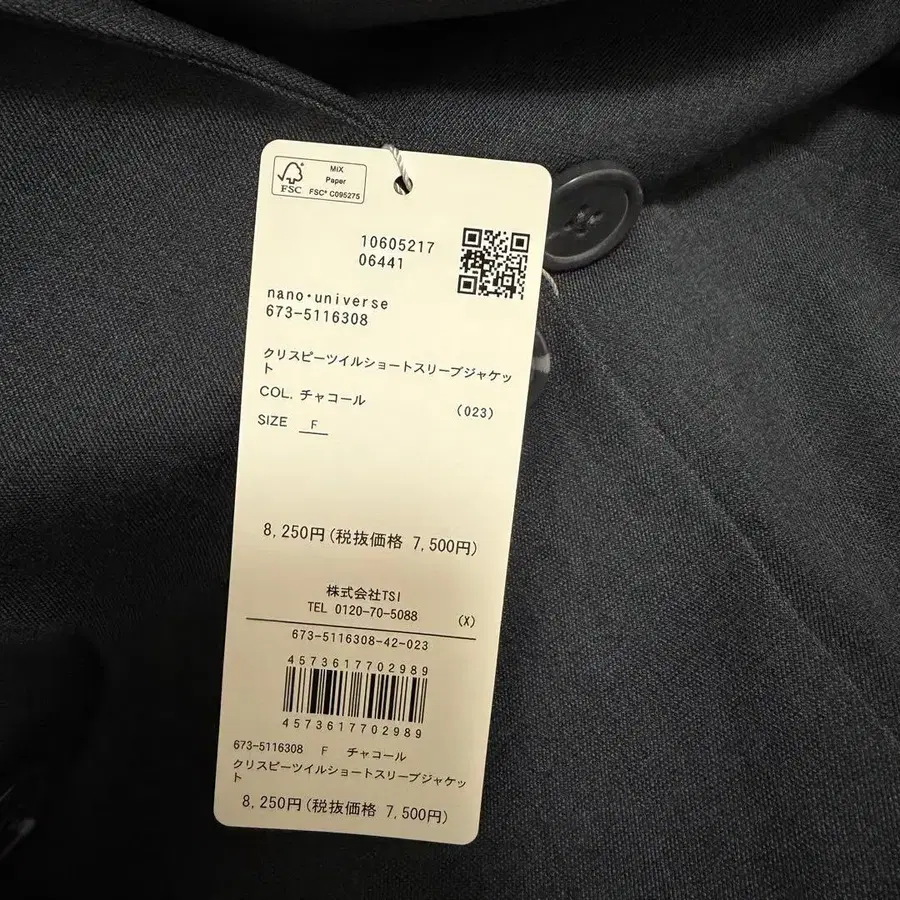 MIX
Paper
FSC® C095275
FSC
10605217
06441
nano・universe
673-5116308
クリスピーツイルショートスリーブジャケッ
ト
COL. チャコール (023)
SIZE F
8,250円(税抜価格 7,500円)
株式会社TSI
TEL 0120-70-5088 (X)
673-5116308-42-023
4573617702989
4573617702989
673-5116308 F チャコール
クリスピーツイルショートスリーブジャケッ
ト
8,250円(税抜価格 7,500円)